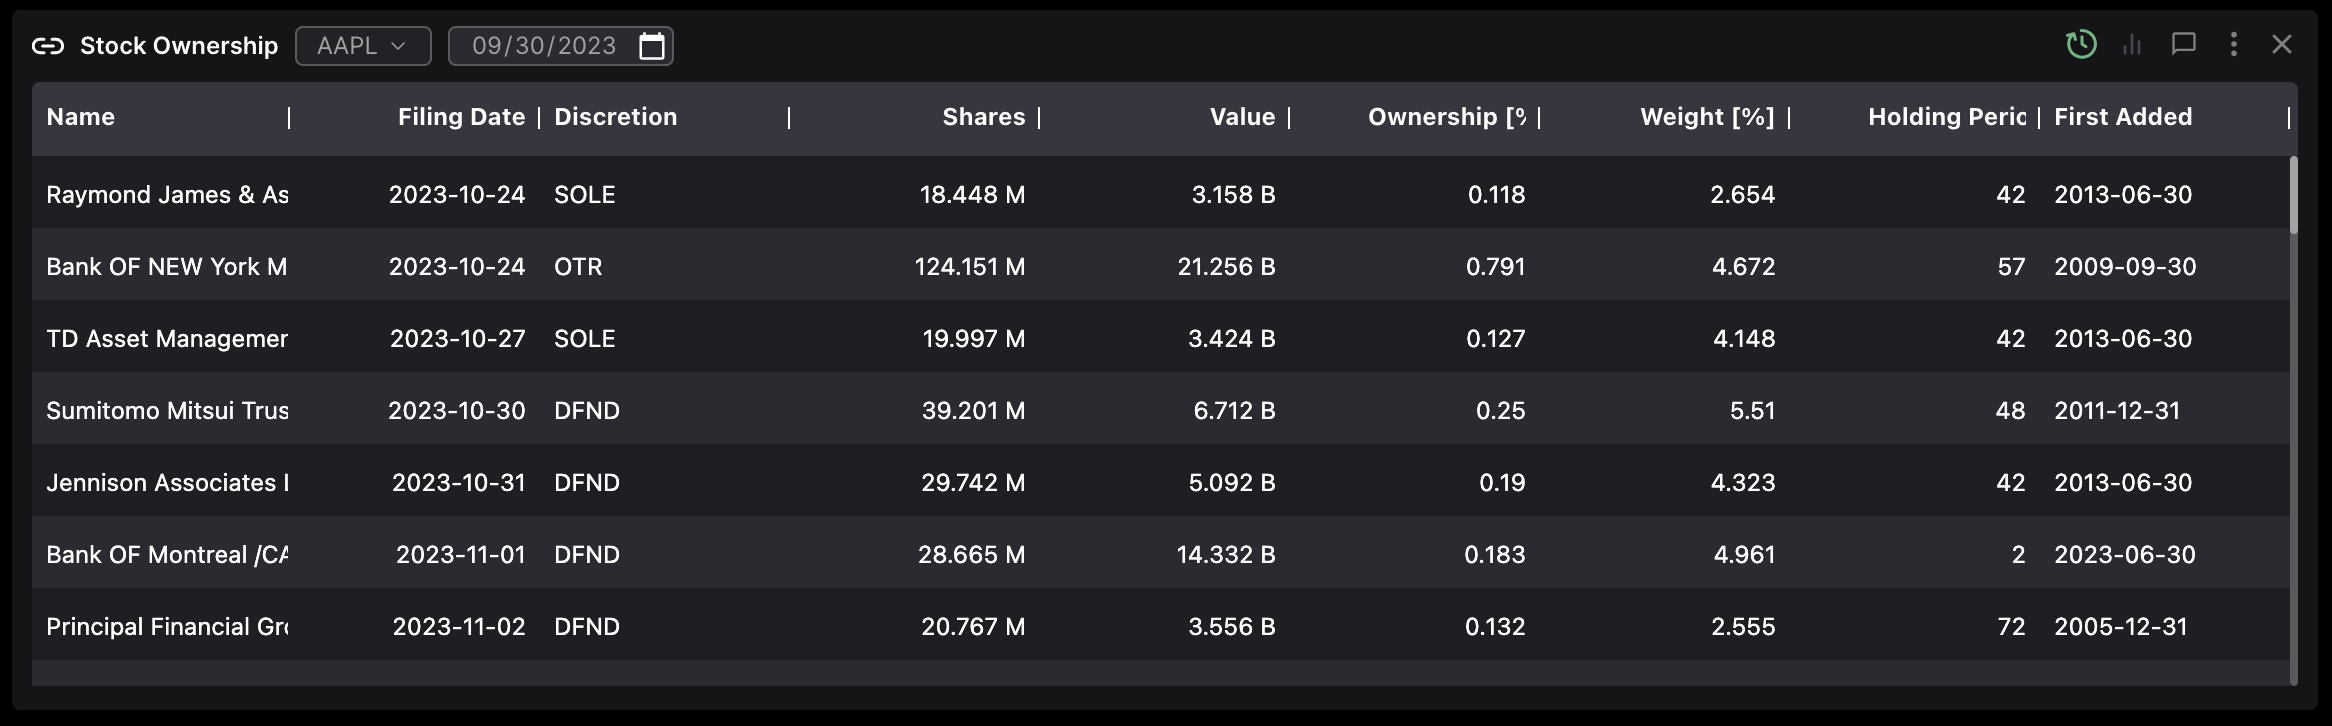 Stock Ownership AAPL 09/30/2023
Name Filing Date Discretion Shares Value Ownership [% Weight [%] Holding Perio First Added
Raymond James & As 2023-10-24 SOLE 18.448 M 3.158 B 0.118 2.654 42 2013-06-30
Bank OF NEW York M 2023-10-24 OTR 124.151 M 21.256 B 0.791 4.672 57 2009-09-30
TD Asset Managemen 2023-10-27 SOLE 19.997 M 3.424 B 0.127 4.148 42 2013-06-30
Sumitomo Mitsui Trus 2023-10-30 DFND 39.201 M 6.712 B 0.25 5.51 48 2011-12-31
Jennison Associates 2023-10-31 DFND 29.742 M 5.092 B 0.19 4.323 42 2013-06-30
Bank OF Montreal /CA 2023-11-01 DFND 28.665 M 14.332 B 0.183 4.961 2 2023-06-30
Principal Financial Gro 2023-11-02 DFND 20.767 M 3.556 B 0.132 2.555 72 2005-12-31